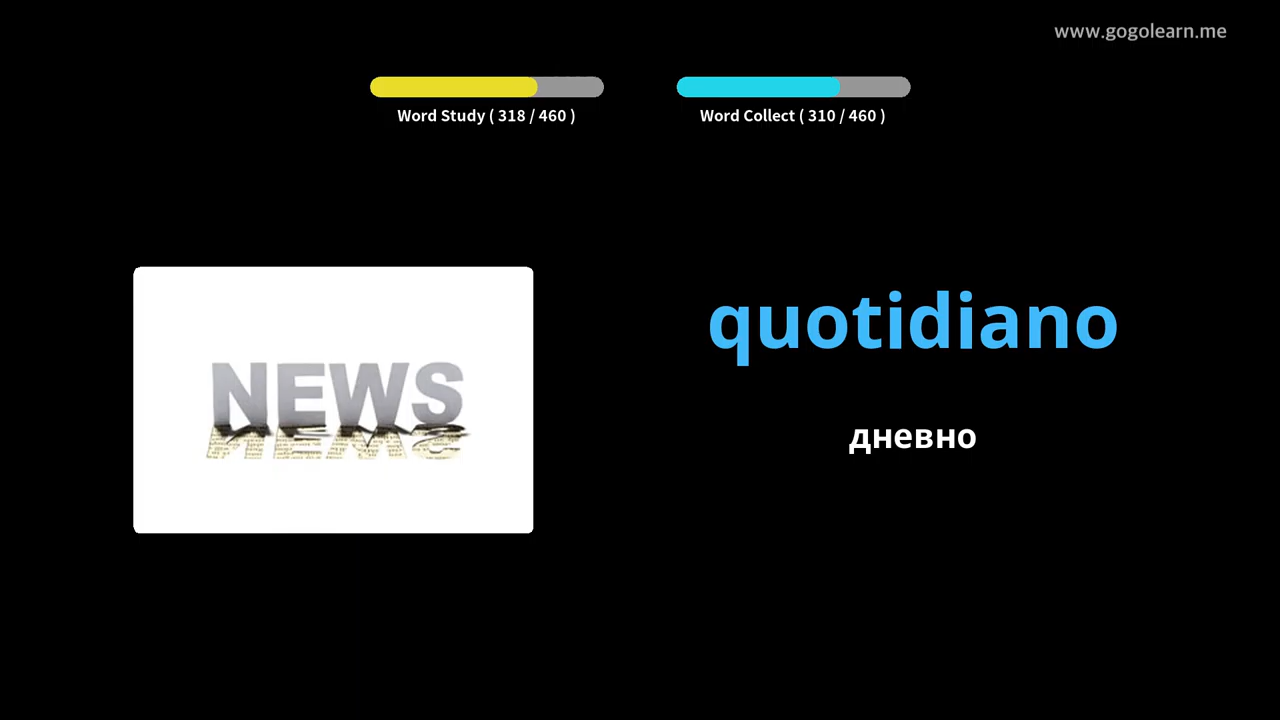 www.gogolearn.me
Word Study ( 318 / 460 )
Word Collect ( 310 / 460 )
NEWS
quotidiano
дневно